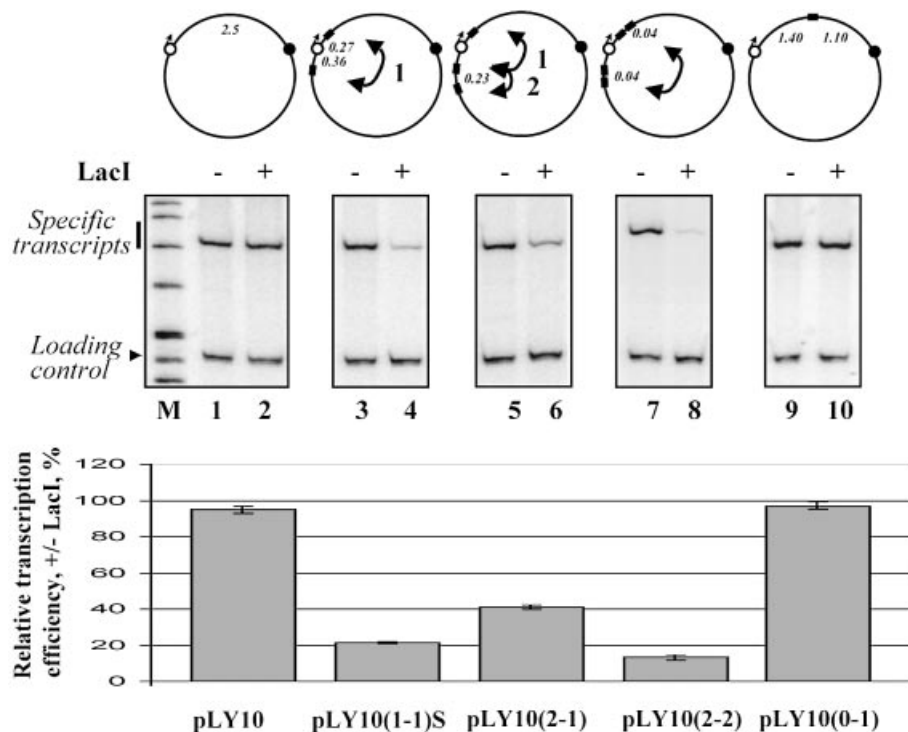 2.5
0.27
0.36
1
0.23
1
2
0.04
0.04
1.40 1.10
LacI - + - + - + - + - +
Specific
transcripts
Loading
control
M 1 2 3 4 5 6 7 8 9 10
Relative transcription
efficiency, +/- LacI, %
120
100
80
60
40
20
0
pLY10 pLY10(1-1)S pLY10(2-1) pLY10(2-2) pLY10(0-1)